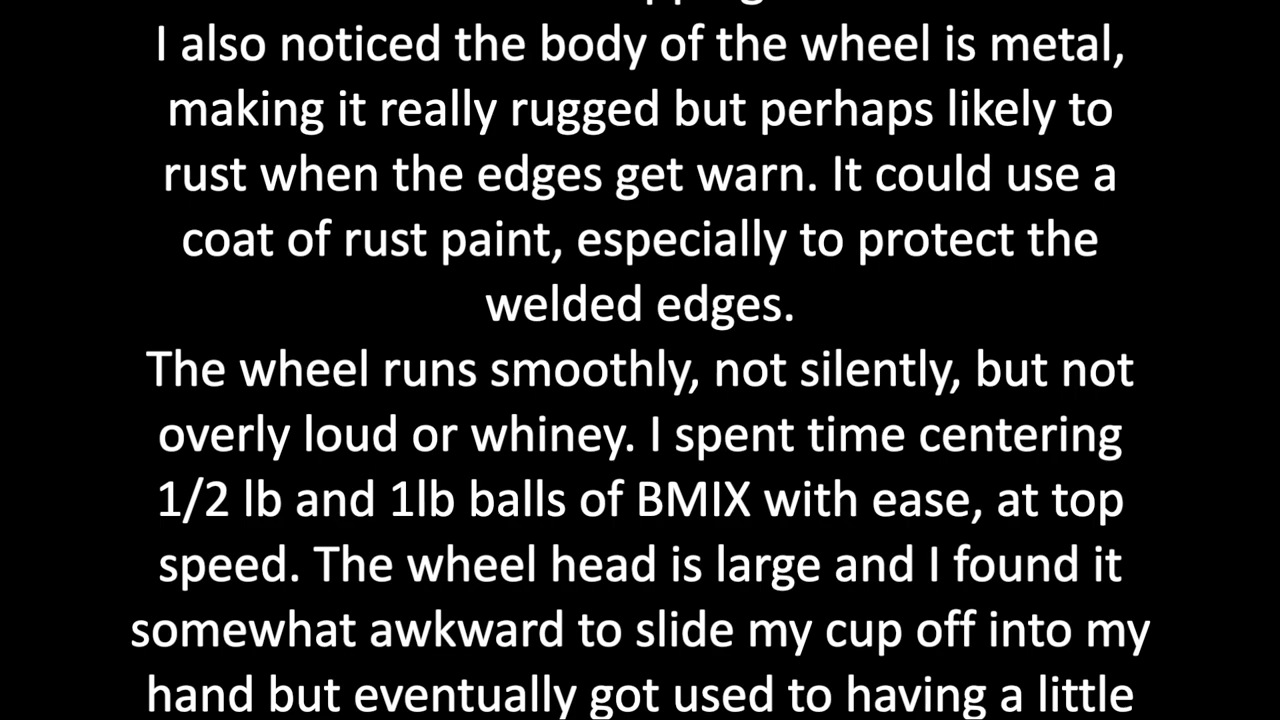 I also noticed the body of the wheel is metal,
making it really rugged but perhaps likely to
rust when the edges get warn. It could use a
coat of rust paint, especially to protect the
welded edges.
The wheel runs smoothly, not silently, but not
overly loud or whiney. I spent time centering
1/2 lb and 1lb balls of BMIX with ease, at top
speed. The wheel head is large and I found it
somewhat awkward to slide my cup off into my
hand but eventually got used to having a little